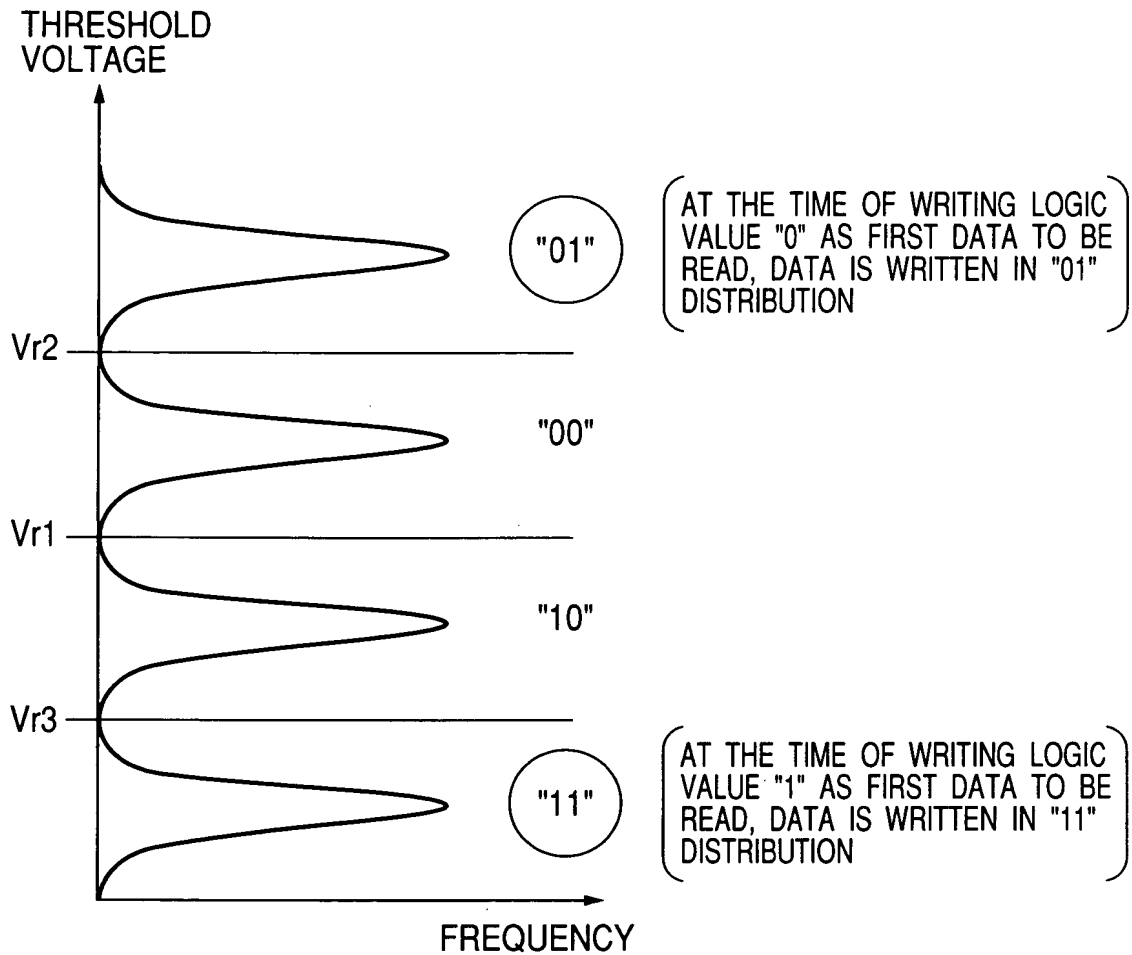 THRESHOLD
VOLTAGE
"01"
AT THE TIME OF WRITING LOGIC
VALUE "0" AS FIRST DATA TO BE
READ, DATA IS WRITTEN IN "01"
DISTRIBUTION
Vr2
"00"
Vr1
"10"
Vr3
"11"
AT THE TIME OF WRITING LOGIC
VALUE "1" AS FIRST DATA TO BE
READ, DATA IS WRITTEN IN "11"
DISTRIBUTION
FREQUENCY